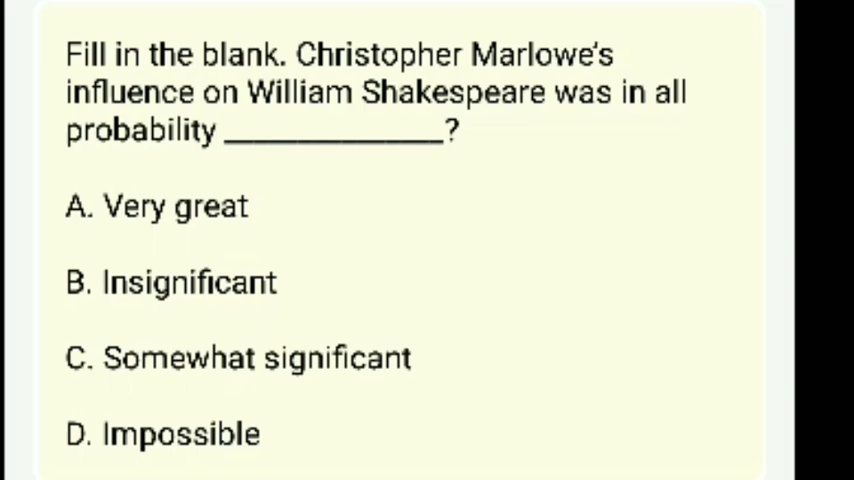 Fill in the blank. Christopher Marlowe's
influence on William Shakespeare was in all
probability ______________?
A. Very great
B. Insignificant
C. Somewhat significant
D. Impossible